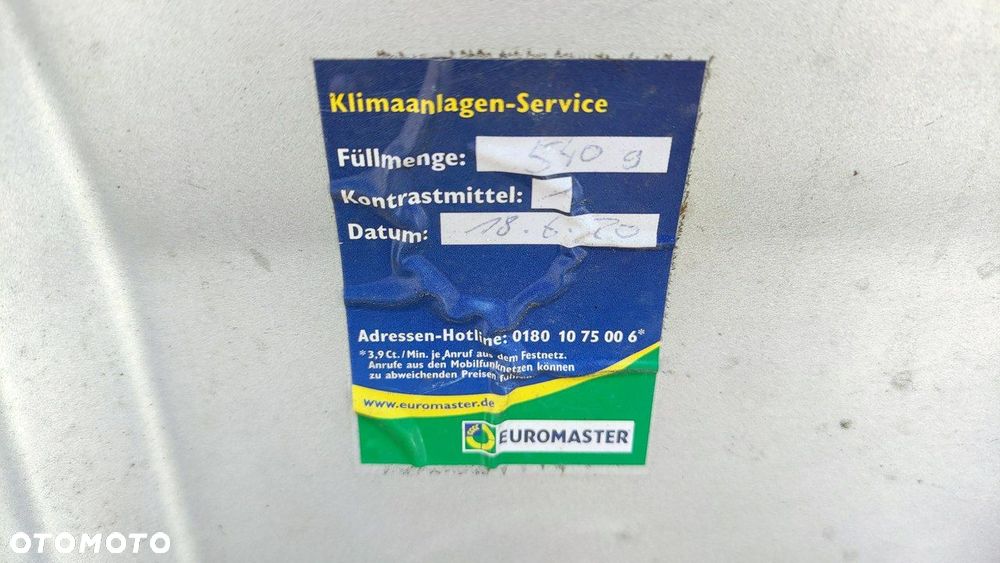 Klimaanlagen-Service
Füllmenge: 540 g
Kontrastmittel: -
Datum: 18.6.20
Adressen-Hotline: 0180 10 75 00 6*
*3,9 Ct./Min. je Anruf aus dem Festnetz.
Anrufe aus den Mobilfunknetzen können
zu abweichenden Preisen führen
www.euromaster.de
EUROMASTER
OTOMOTO